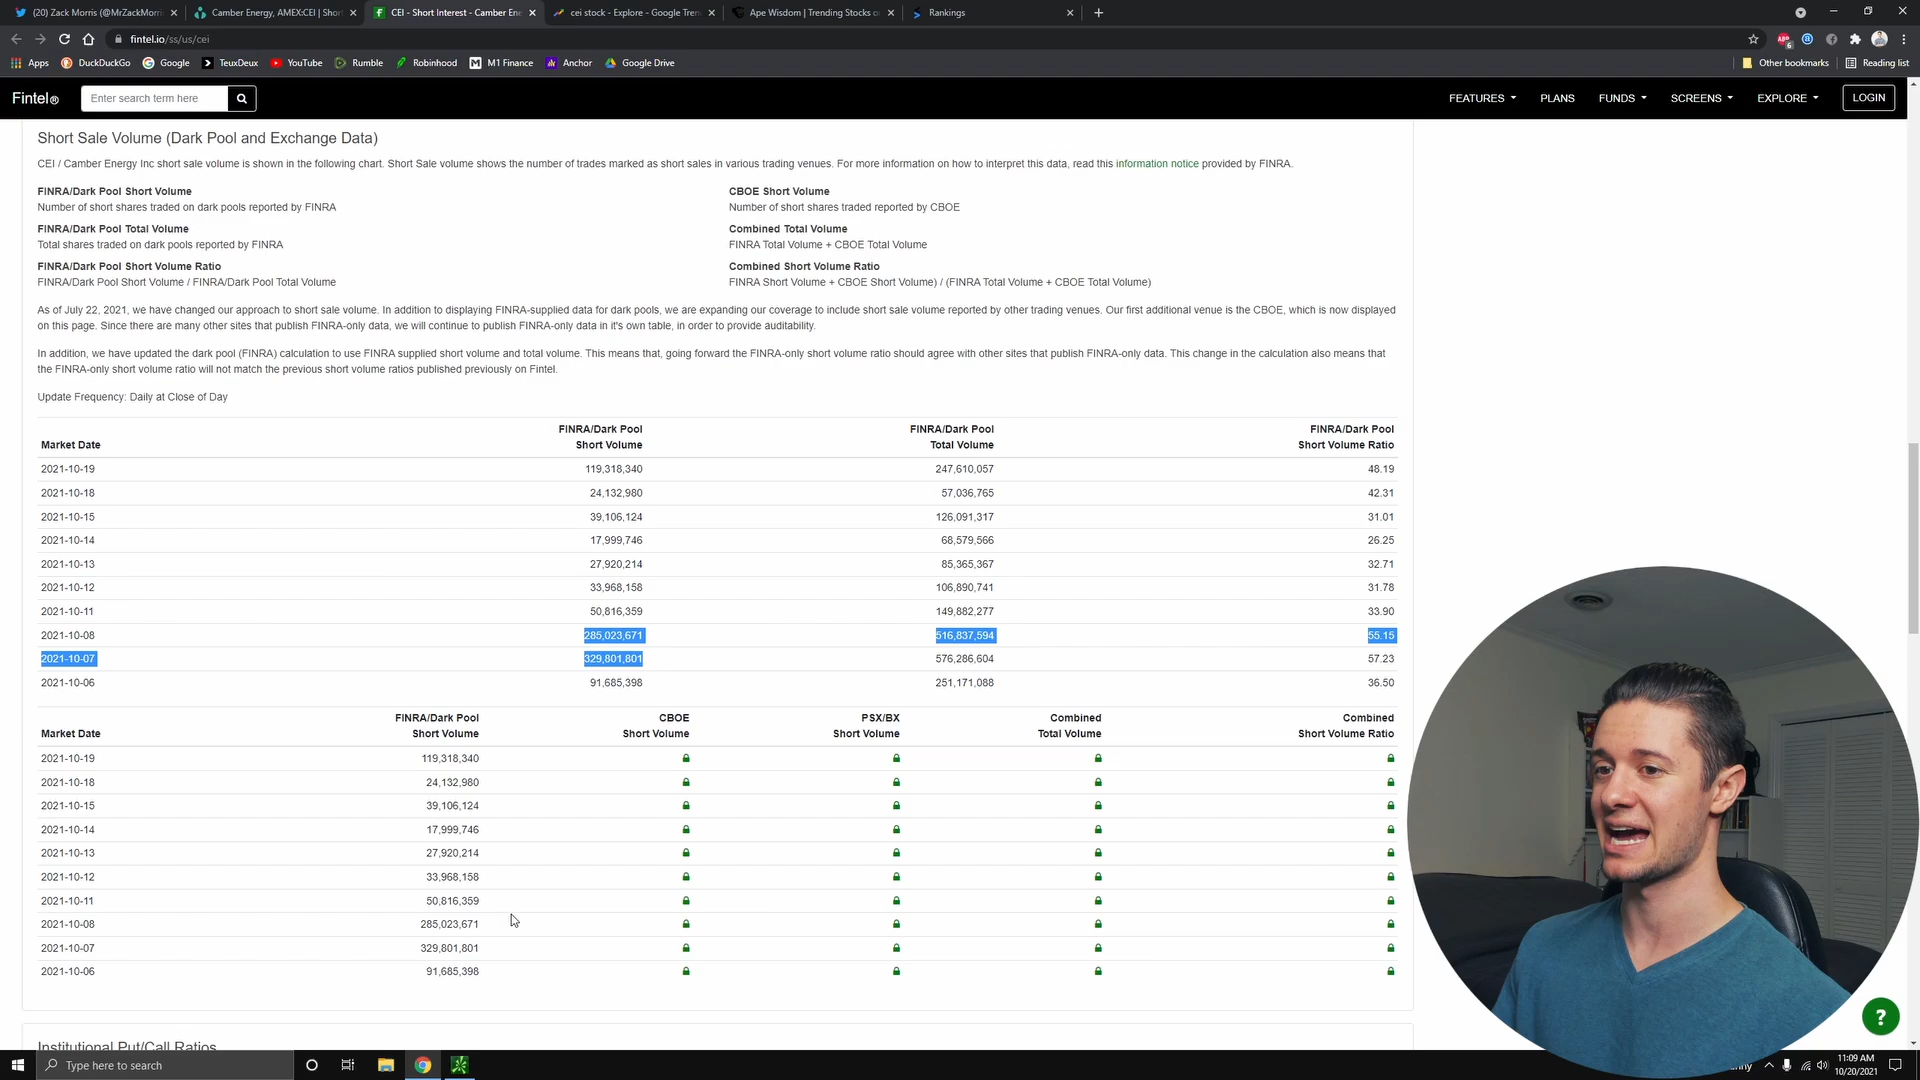 (20) Zack Morris (@MrZackMorri
Camber Energy, AMEX:CEI | Short
CEI - Short Interest - Camber Ene
cei stock - Explore - Google Tren
Ape Wisdom | Trending Stocks o
Rankings
fintel.io/ss/us/cei
Apps
DuckDuckGo
Google
TeuxDeux
YouTube
Rumble
Robinhood
M1 Finance
Anchor
Google Drive
Other bookmarks
Reading list
Fintel®
Enter search term here
FEATURES
PLANS
FUNDS
SCREENS
EXPLORE
LOGIN
Short Sale Volume (Dark Pool and Exchange Data)
CEI / Camber Energy Inc short sale volume is shown in the following chart. Short Sale volume shows the number of trades marked as short sales in various trading venues. For more information on how to interpret this data, read this information notice provided by FINRA.
FINRA/Dark Pool Short Volume
Number of short shares traded on dark pools reported by FINRA
FINRA/Dark Pool Total Volume
Total shares traded on dark pools reported by FINRA
FINRA/Dark Pool Short Volume Ratio
FINRA/Dark Pool Short Volume / FINRA/Dark Pool Total Volume
CBOE Short Volume
Number of short shares traded reported by CBOE
Combined Total Volume
FINRA Total Volume + CBOE Total Volume
Combined Short Volume Ratio
FINRA Short Volume + CBOE Short Volume) / (FINRA Total Volume + CBOE Total Volume)
As of July 22, 2021, we have changed our approach to short sale volume. In addition to displaying FINRA-supplied data for dark pools, we are expanding our coverage to include short sale volume reported by other trading venues. Our first additional venue is the CBOE, which is now displayed
on this page. Since there are many other sites that publish FINRA-only data, we will continue to publish FINRA-only data in it's own table, in order to provide auditability.
In addition, we have updated the dark pool (FINRA) calculation to use FINRA supplied short volume and total volume. This means that, going forward the FINRA-only short volume ratio should agree with other sites that publish FINRA-only data. This change in the calculation also means that
the FINRA-only short volume ratio will not match the previous short volume ratios published previously on Fintel.
Update Frequency: Daily at Close of Day
Market Date FINRA/Dark Pool Short Volume FINRA/Dark Pool Total Volume FINRA/Dark Pool Short Volume Ratio
2021-10-19 119,318,340 247,610,057 48.19
2021-10-18 24,132,980 57,036,765 42.31
2021-10-15 39,106,124 126,091,317 31.01
2021-10-14 17,999,746 68,579,566 26.25
2021-10-13 27,920,214 85,365,367 32.71
2021-10-12 33,968,158 106,890,741 31.78
2021-10-11 50,816,359 149,882,277 33.90
2021-10-08 285,023,671 516,837,594 55.15
2021-10-07 329,801,801 576,286,604 57.23
2021-10-06 91,685,398 251,171,088 36.50
Market Date FINRA/Dark Pool Short Volume CBOE Short Volume PSX/BX Short Volume Combined Total Volume Combined Short Volume Ratio
2021-10-19 119,318,340
2021-10-18 24,132,980
2021-10-15 39,106,124
2021-10-14 17,999,746
2021-10-13 27,920,214
2021-10-12 33,968,158
2021-10-11 50,816,359
2021-10-08 285,023,671
2021-10-07 329,801,801
2021-10-06 91,685,398
Institutional Put/Call Ratios
?
Type here to search
11:09 AM
10/20/2021